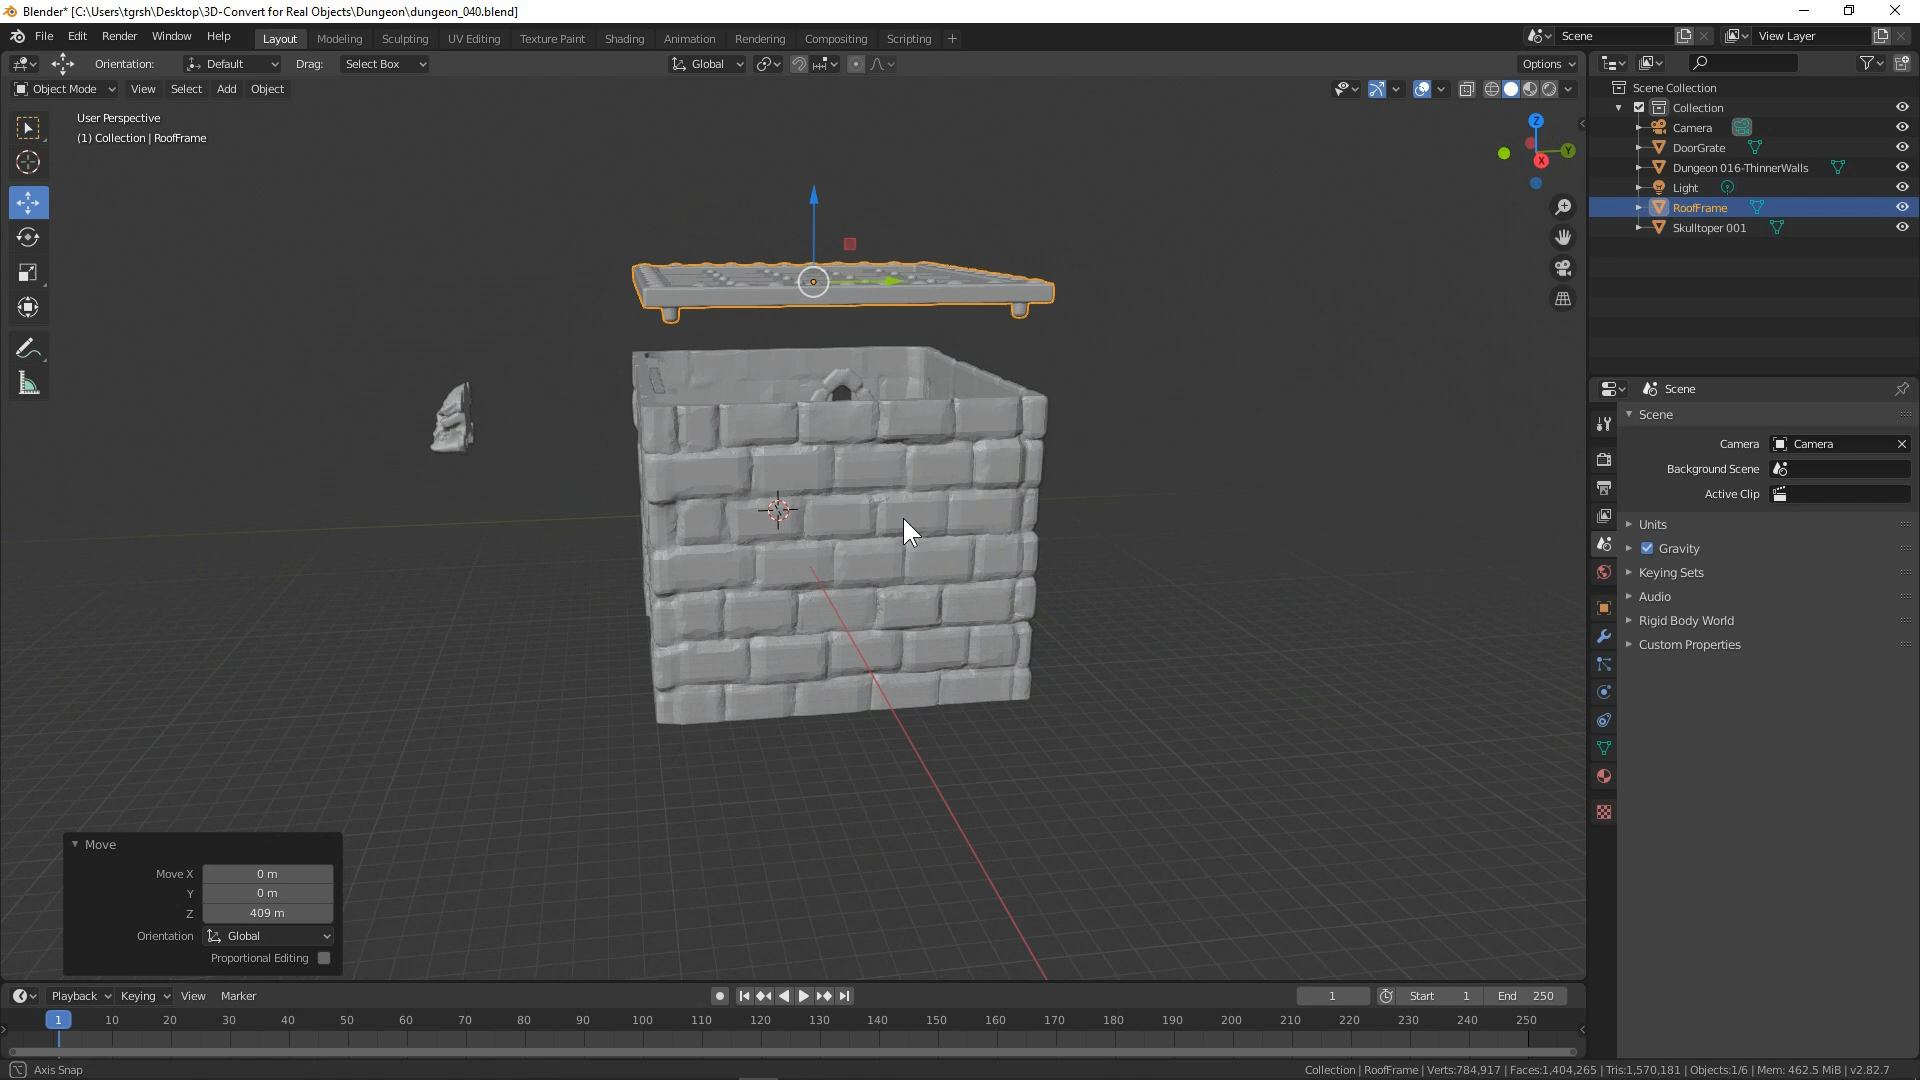 Blender* [C:\Users\tgrsh\Desktop\3D-Convert for Real Objects\Dungeon\dungeon_040.blend]
File Edit Render Window Help Layout Modeling Sculpting UV Editing Texture Paint Shading Animation Rendering Compositing Scripting + Scene View Layer
Orientation: Default Drag: Select Box Global Options
Object Mode View Select Add Object
User Perspective
(1) Collection | RoofFrame
Z
Y
X
Scene Collection
Collection
Camera
DoorGrate
Dungeon 016-ThinnerWalls
Light
RoofFrame
Skulltoper 001
Scene
Scene
Camera Camera
Background Scene
Active Clip
Units
Gravity
Keying Sets
Audio
Rigid Body World
Custom Properties
Move
Move X 0 m
Y 0 m
Z 409 m
Orientation Global
Proportional Editing
Playback Keying View Marker 1 Start 1 End 250
1 10 20 30 40 50 60 70 80 90 100 110 120 130 140 150 160 170 180 190 200 210 220 230 240 250
Axis Snap
Collection | RoofFrame | Verts:784,917 | Faces:1,404,265 | Tris:1,570,181 | Objects:1/6 | Mem: 462.5 MiB | v2.82.7